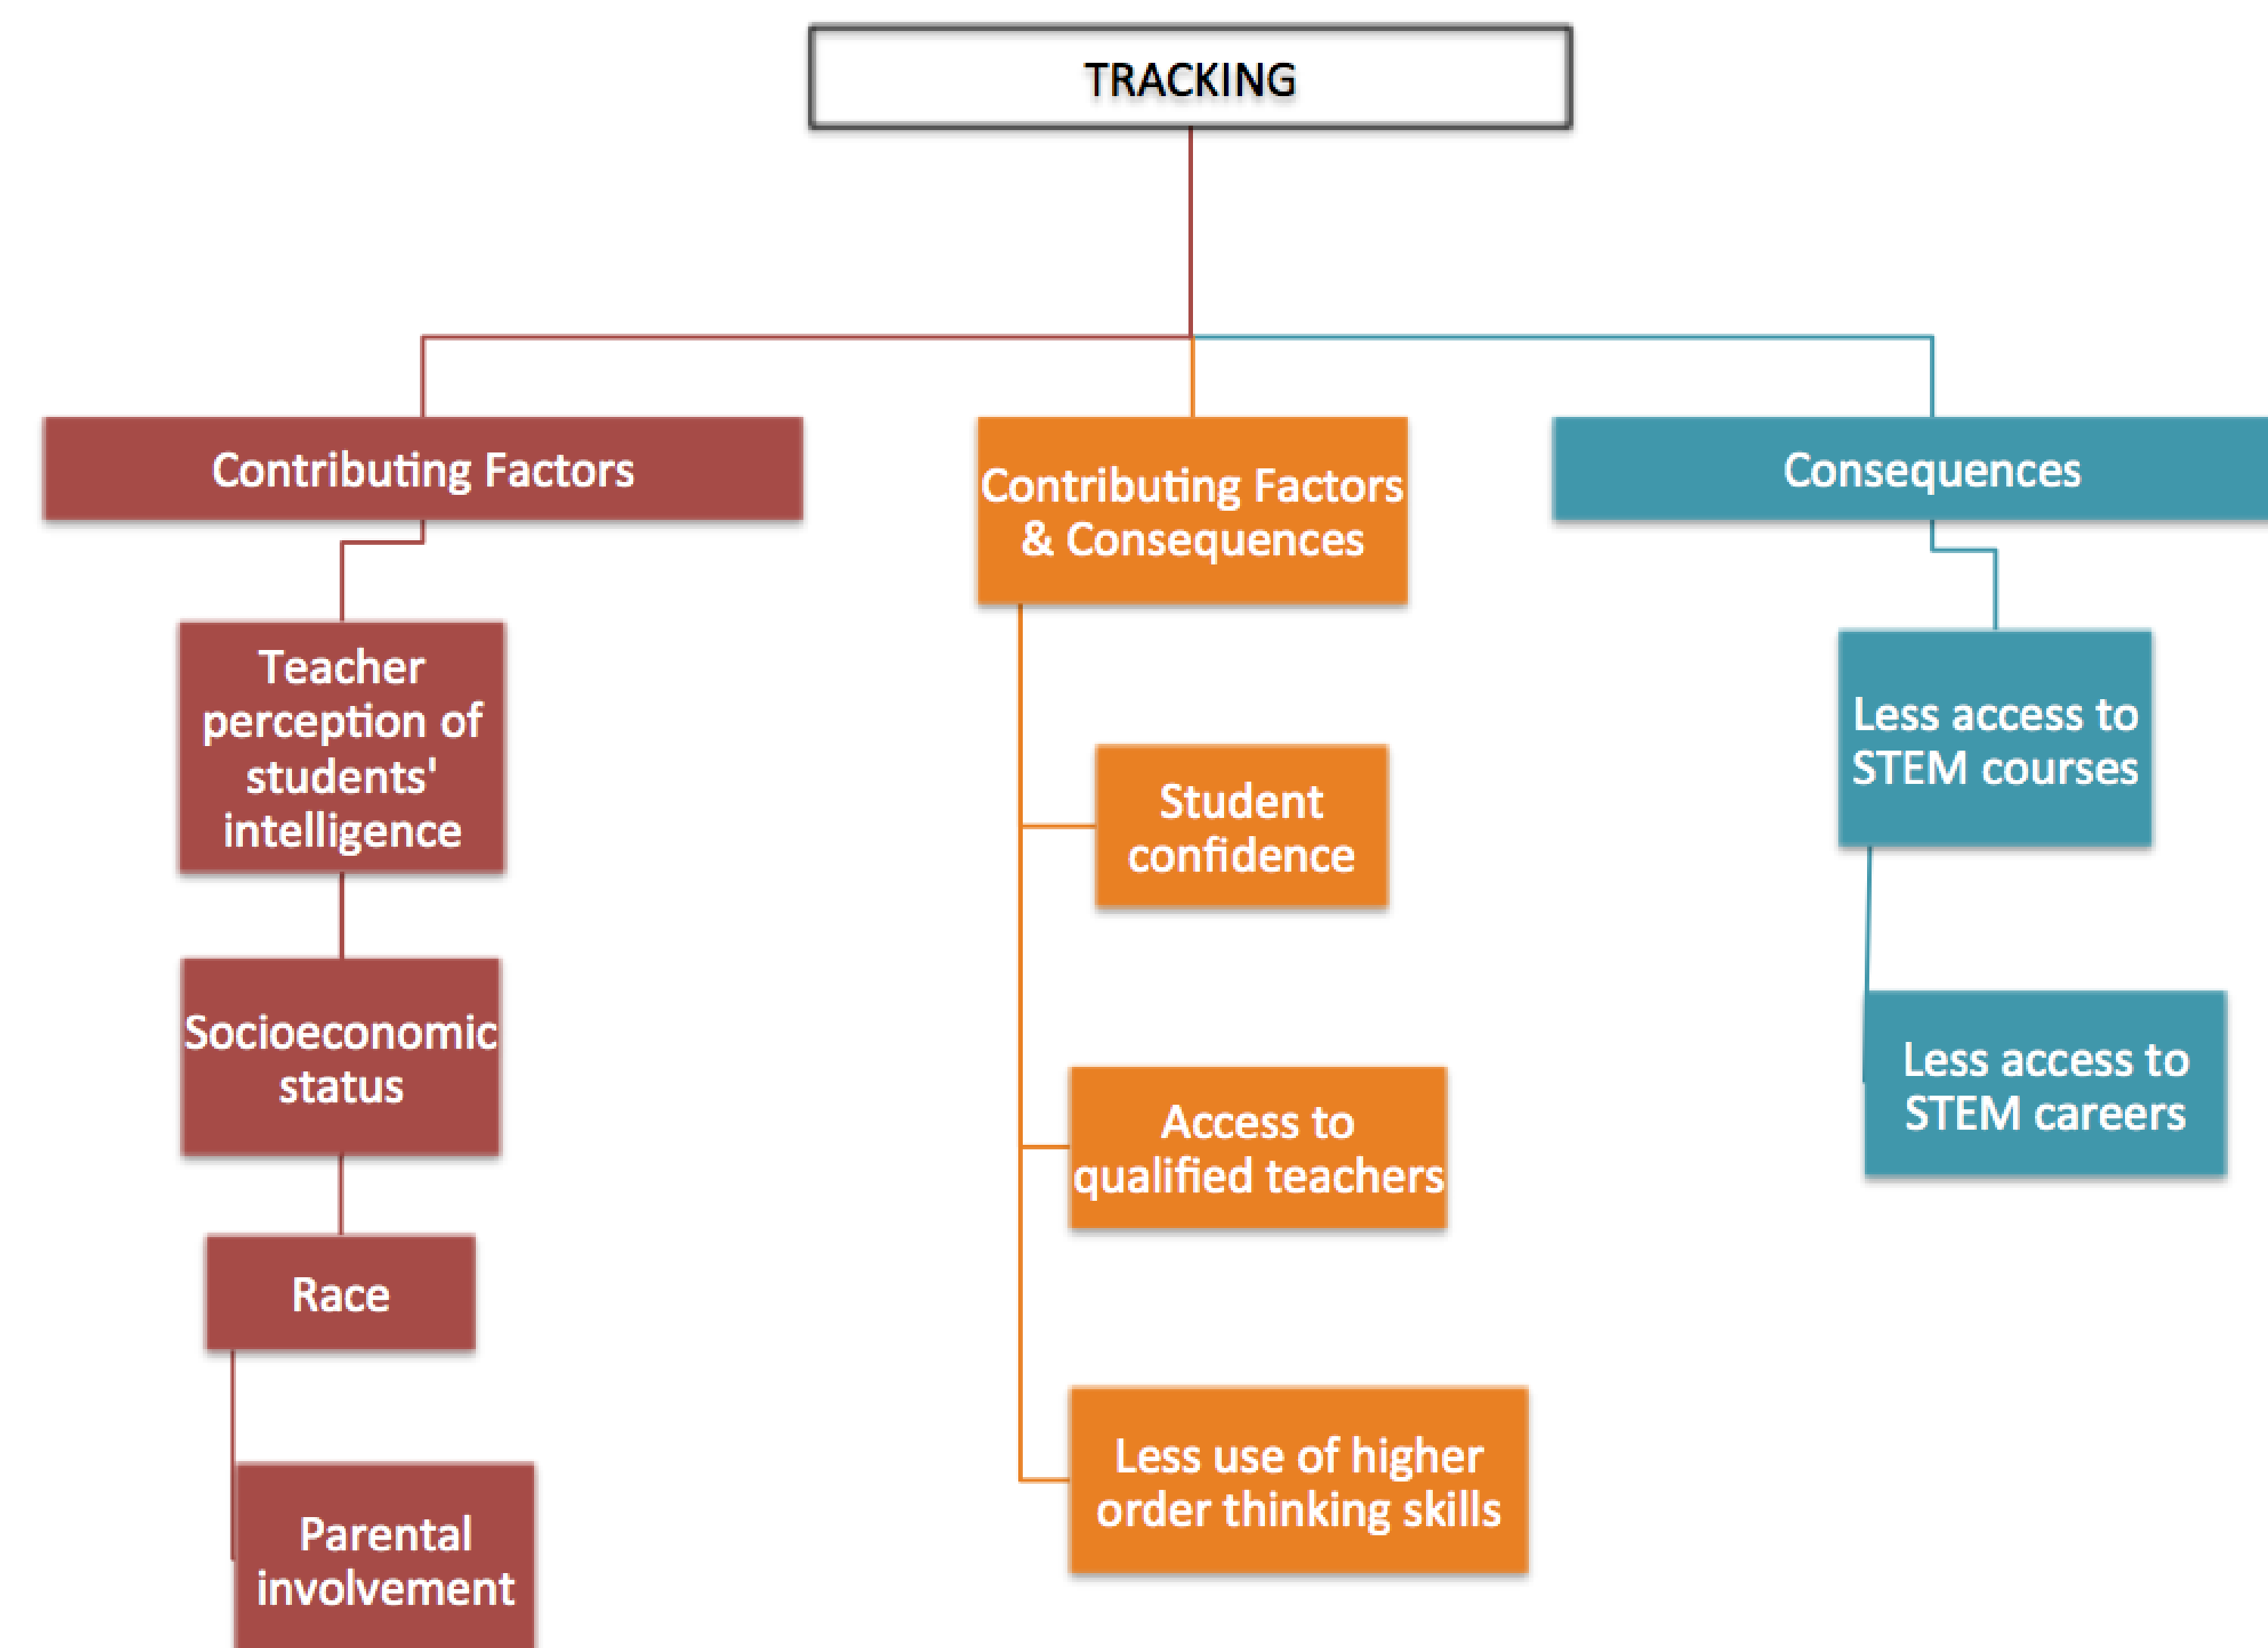 TRACKING
Contributing Factors
Teacher
perception of
students'
intelligence
Socioeconomic
status
Race
Parental
involvement
Contributing Factors
& Consequences
Student
confidence
Access to
qualified teachers
Less use of higher
order thinking skills
Consequences
Less access to
STEM courses
Less access to
STEM careers